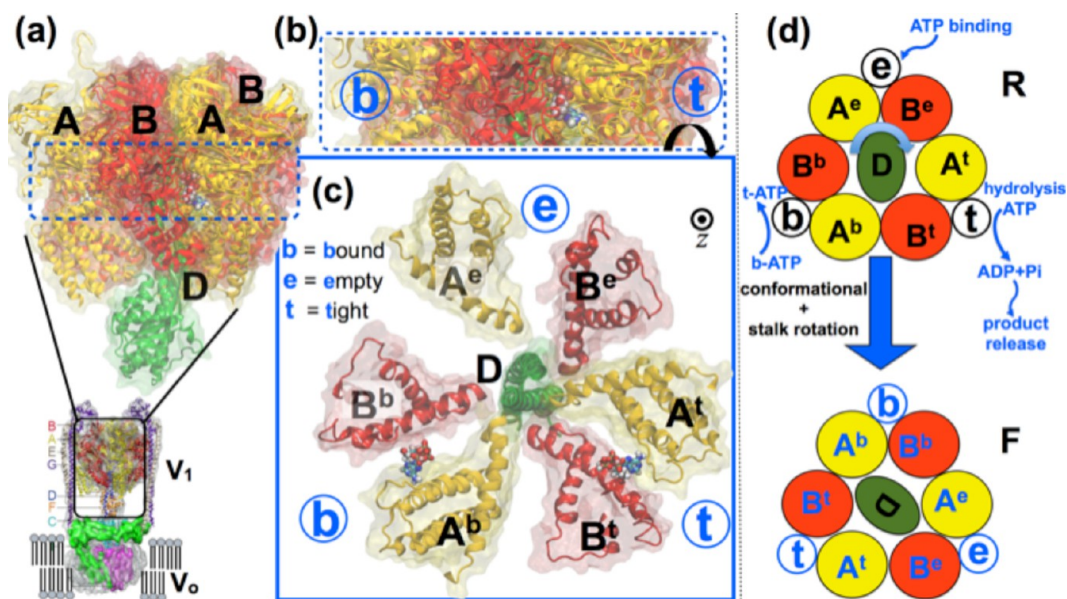 (a)
A
B
A
B
D
B
A
E
G
D
F
C
V₁
Vₒ
(b)
b
t
(c)
e
z
b = bound
e = empty
t = tight
Aᵉ
Bᵉ
D
Bᵇ
Aᵗ
Aᵇ
Bᵗ
b
t
(d)
ATP binding
e
R
Aᵉ
Bᵉ
Bᵇ
D
Aᵗ
t-ATP
hydrolysis
ATP
b
Aᵇ
Bᵗ
t
b-ATP
ADP+Pi
conformational
+
stalk rotation
product
release
b
F
Aᵇ
Bᵇ
Bᵗ
D
Aᵉ
t
Aᵗ
Bᵉ
e